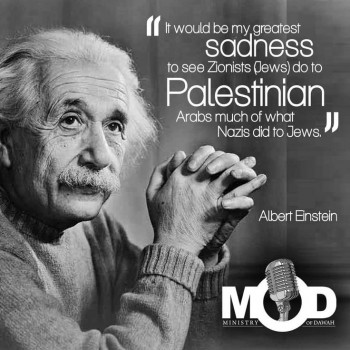 “ It would be my greatest
sadness
to see Zionists (Jews) do to
Palestinian
Arabs much of what
Nazis did to Jews. ”
Albert Einstein
MOD
MINISTRY OF DAWAH